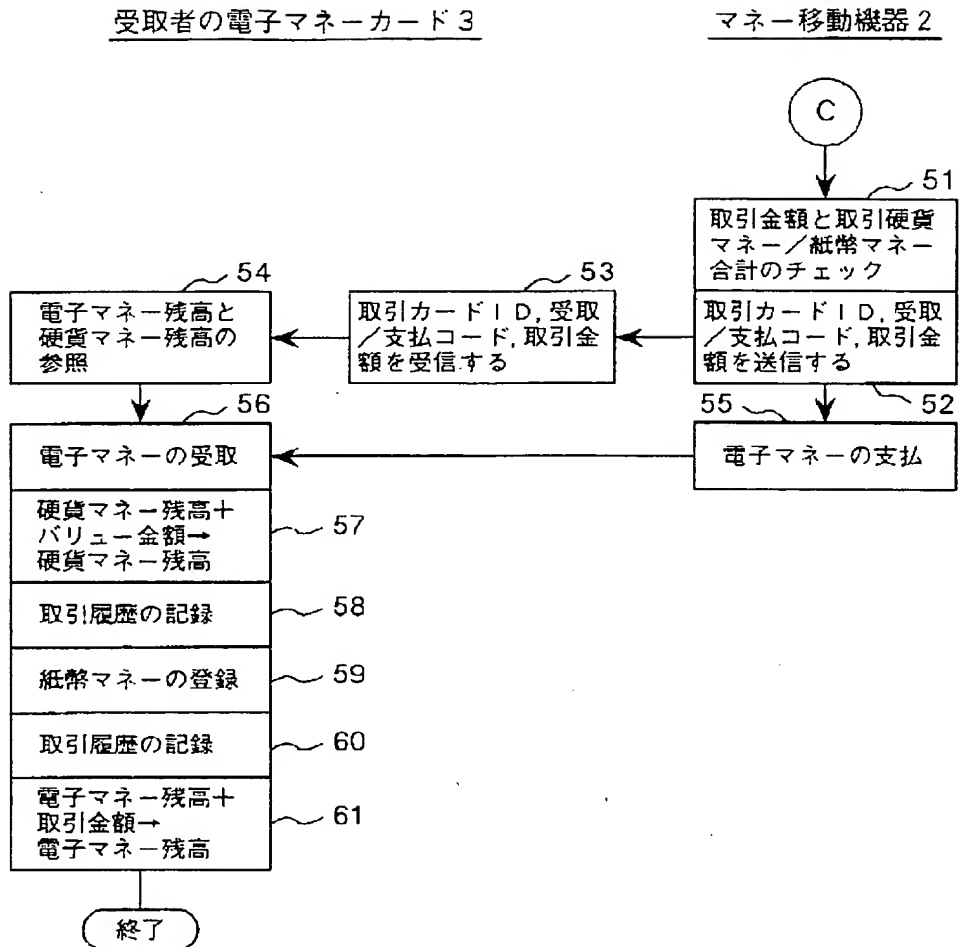 受取者の電子マネーカード3
マネー移動機器2
C
51
取引金額と取引硬貨
マネー/紙幣マネー
合計のチェック
54
電子マネー残高と
硬貨マネー残高の
参照
53
取引カードID,受取
/支払コード,取引金
額を受信する
取引カードID,受取
/支払コード,取引金
額を送信する
52
56
電子マネーの受取
55
電子マネーの支払
硬貨マネー残高+
バリュー金額→
硬貨マネー残高
57
取引履歴の記録
58
紙幣マネーの登録
59
取引履歴の記録
60
電子マネー残高+
取引金額→
電子マネー残高
61
終了